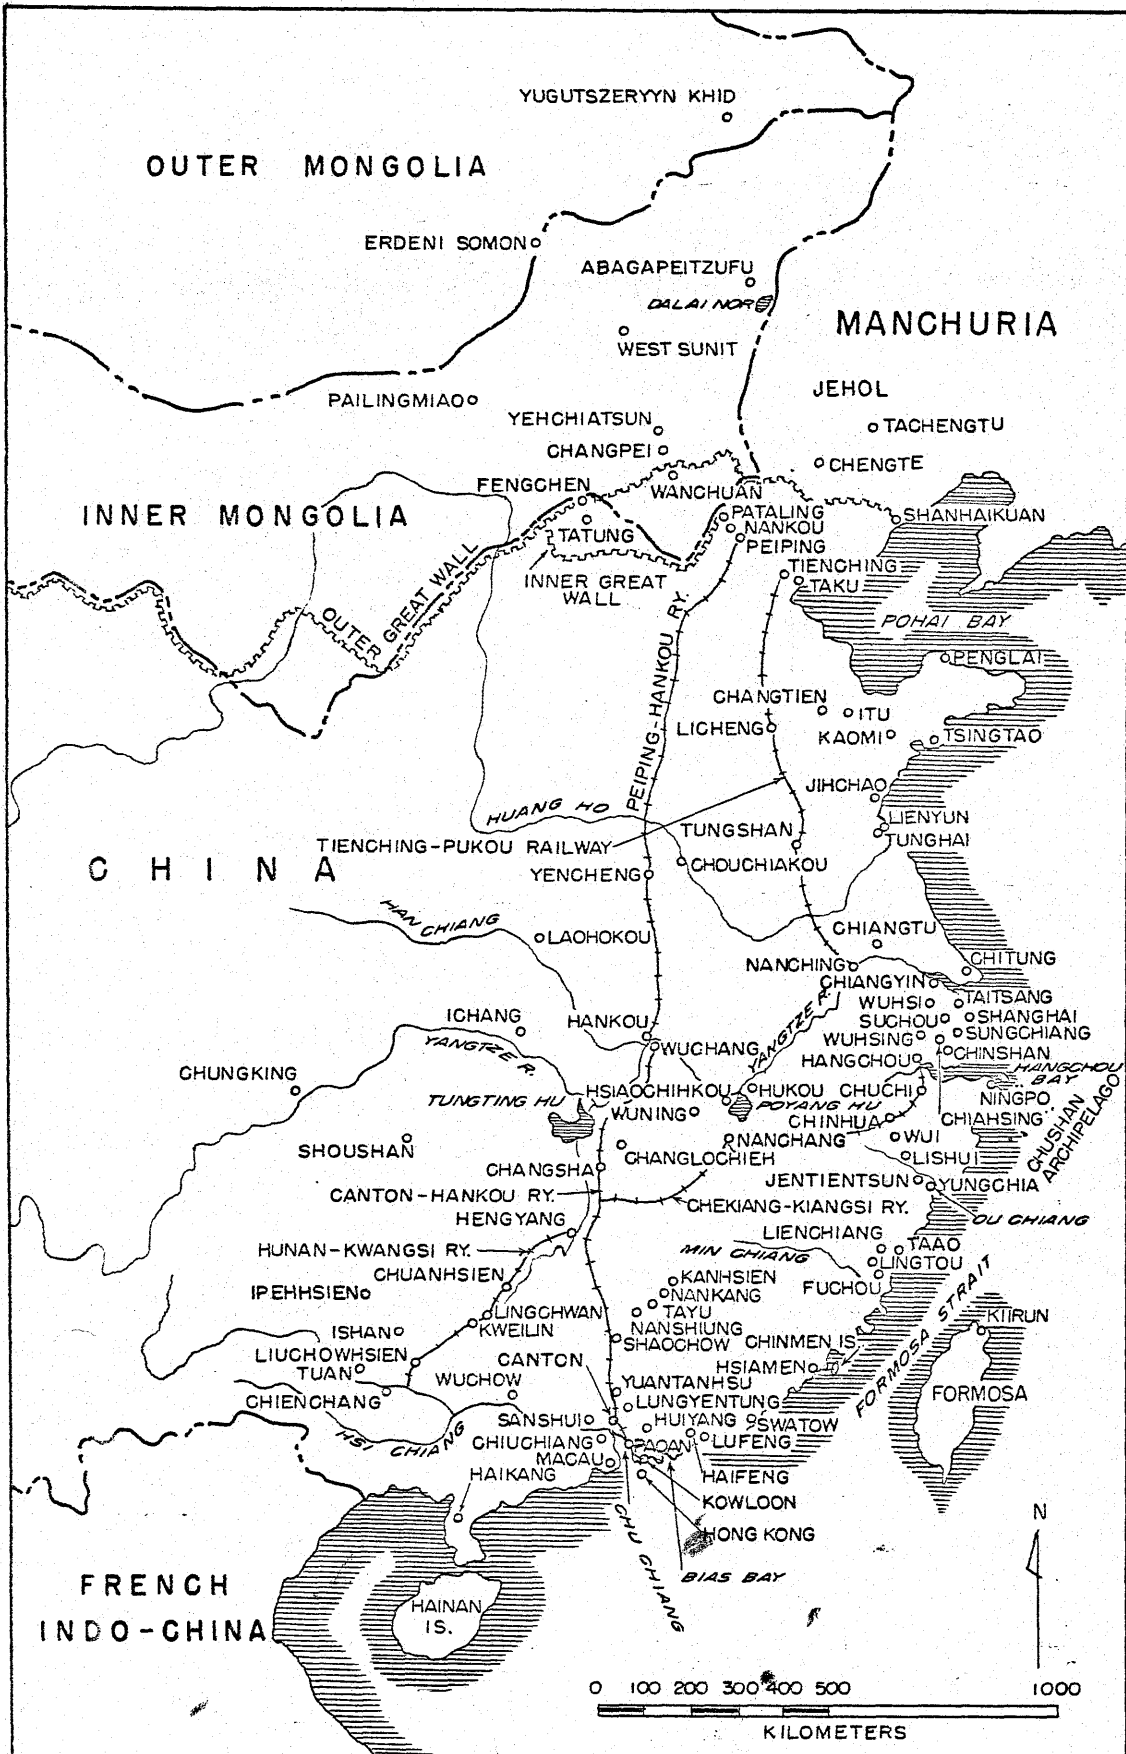 YUGUTSZERYYN KHID
OUTER MONGOLIA
ERDENI SOMON
ABAGAPEITZUFU
DALAI NOR
MANCHURIA
WEST SUNIT
JEHOL
PAILINGMIAO
YEHCHIATSUN
TACHENGTU
CHANGPEI
CHENGTE
FENGCHEN
WANCHUAN
INNER MONGOLIA
PATALING
SHANHAIKUAN
NANKOU
TATUNG
PEIPING
INNER GREAT
WALL
TIENCHING
TAKU
OUTER GREAT WALL
POHAI BAY
PENGLAI
PEIPING-HANKOU RY.
CHANGTIEN
ITU
LICHENG
KAOMI
TSINGTAO
JIHCHAO
HUANG HO
LIENYUN
TUNGSHAN
TUNGHAI
TIENCHING-PUKOU RAILWAY
CHOUCHIAKOU
CHINA
YENCHENG
HAN CHIANG
LAOHOKOU
CHIANGTU
NANCHING
CHITUNG
CHIANGYIN
WUHSI
TAITSANG
ICHANG
HANKOU
SUCHOU
SHANGHAI
YANGTZE R.
YANGTZE R.
WUHSING
SUNGCHIANG
WUCHANG
HANGCHOU
CHINSHAN
HANGCHOU
BAY
CHUNGKING
HSIAOCHIHKOU
HUKOU
CHUCHI
NINGPO
TUNGTING HU
WUNING
POYANG HU
CHINHUA
CHIAHSING
CHUSHAN
ARCHIPELAGO
SHOUSHAN
NANCHANG
WUI
CHANGLOCHIEH
LISHUI
CHANGSHA
JENTIENTSUN
YUNGCHIA
CANTON-HANKOU RY.
CHEKIANG-KIANGSI RY.
OU CHIANG
HENGYANG
LIENCHIANG
TAAO
HUNAN-KWANGSI RY.
MIN CHIANG
LINGTOU
CHUANHSIEN
KANHSIEN
FUCHOU
IPEHHSIEN
NANKANG
TAYU
LINGCHWAN
KWEILIN
NANSHIUNG
ISHAN
SHAOCHOW
CHINMEN IS.
FORMOSA STRAIT
KIIRUN
LIUCHOWHSIEN
CANTON
HSIAMEN
TUAN
WUCHOW
YUANTANHSU
FORMOSA
CHIENCHANG
LUNGYENTUNG
SANSHUI
HUIYANG
SWATOW
HSI CHIANG
CHIUCHIANG
PAOAN
LUFENG
MACAU
HAIKANG
HAIFENG
KOWLOON
HONG KONG
N
CHU CHIANG
BIAS BAY
FRENCH
INDO-CHINA
HAINAN
IS.
0 100 200 300 400 500 1000
KILOMETERS